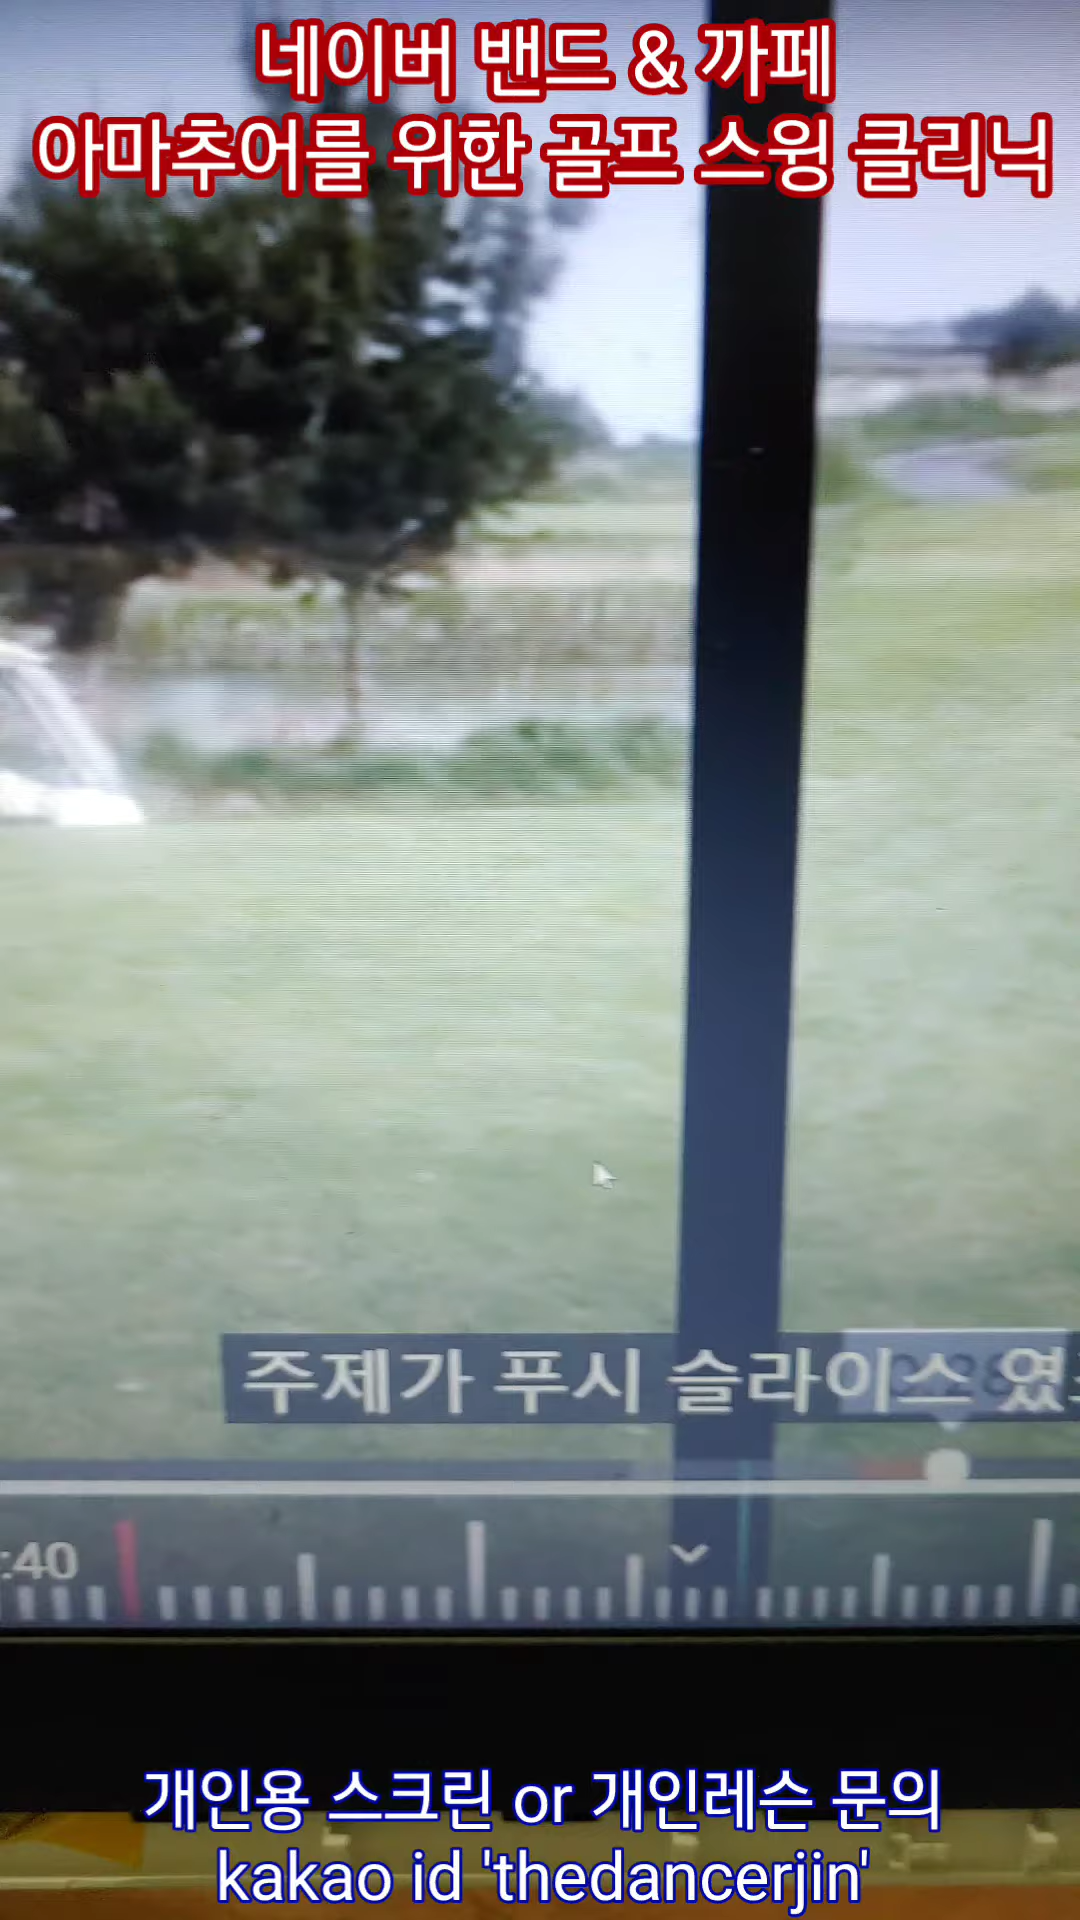 네이버 밴드 & 까페
아마추어를 위한 골프 스윙 클리닉
주제가 푸시 슬라이스 였
:40
개인용 스크린 or 개인레슨 문의
kakao id 'thedancerjin'